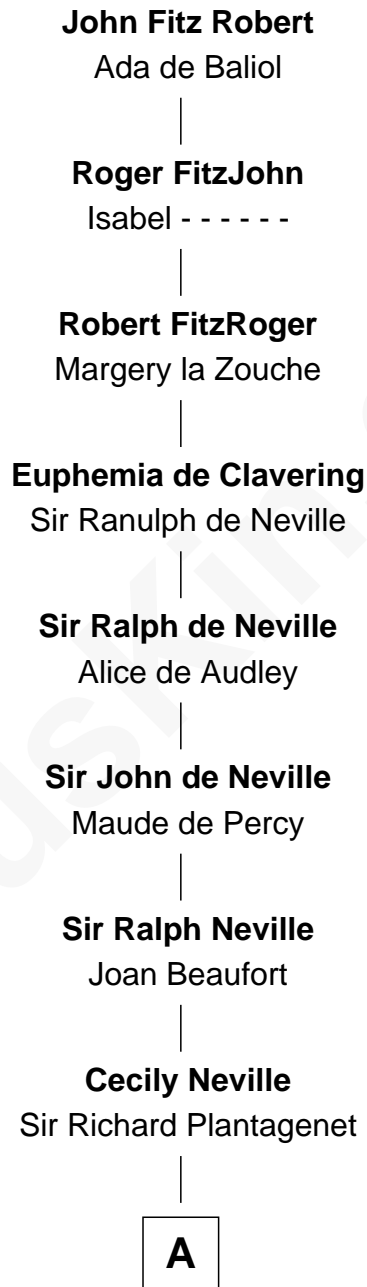 John Fitz Robert
Ada de Baliol
Roger FitzJohn
Isabel - - - - - -
Robert FitzRoger
Margery la Zouche
Euphemia de Clavering
Sir Ranulph de Neville
Sir Ralph de Neville
Alice de Audley
Sir John de Neville
Maude de Percy
Sir Ralph Neville
Joan Beaufort
Cecily Neville
Sir Richard Plantagenet
A